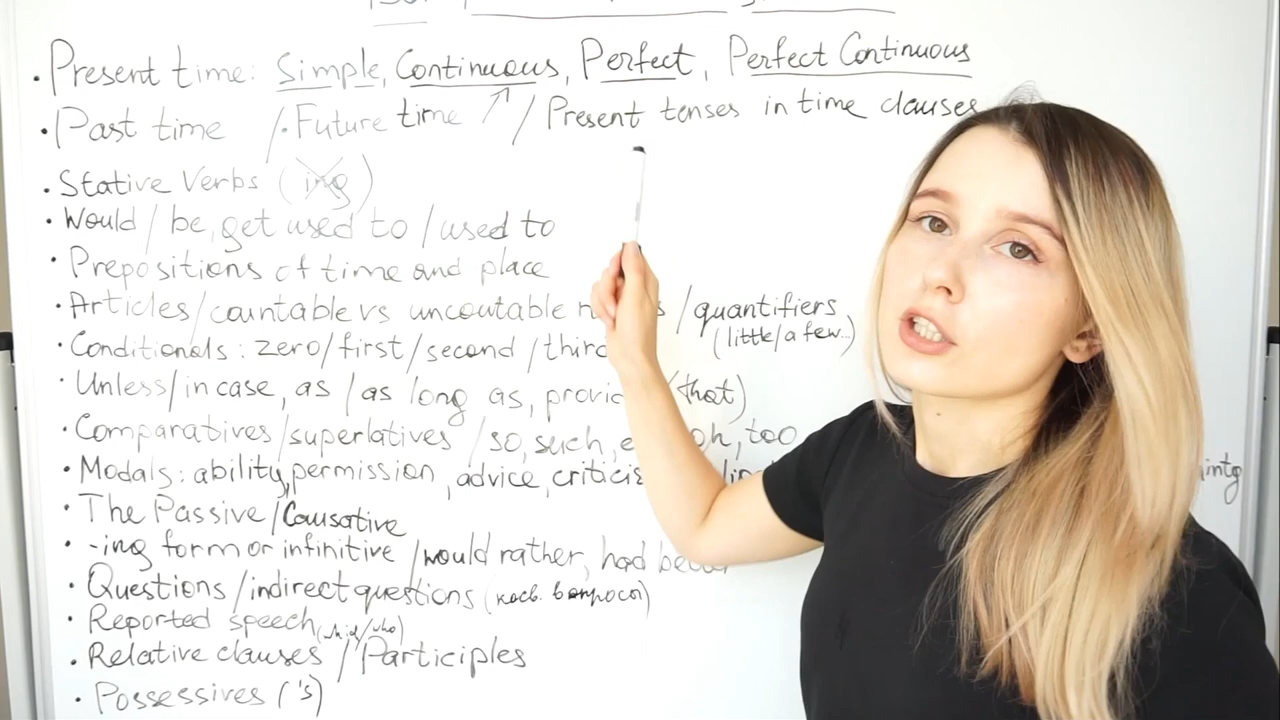 • Present time: Simple, Continuous, Perfect, Perfect Continuous
• Past time / • Future time ↗ / Present tenses in time clauses
• Stative Verbs (ing)
• Would / be, get used to / used to
• Prepositions of time and place
• Articles / countable vs uncoutable / quantifiers
(little/a few...)
• Conditionals: zero/first/second/third
• Unless/in case, as / as long as, (that)
• Comparatives/superlatives / so, such, too
• Modals: ability, permission, advice,
• The Passive / Causative
• -ing form or infinitive / would rather, had better
• Questions / indirect questions (косв. вопросы)
• Reported speech
• Relative clauses / Participles
• Possessives ('s)